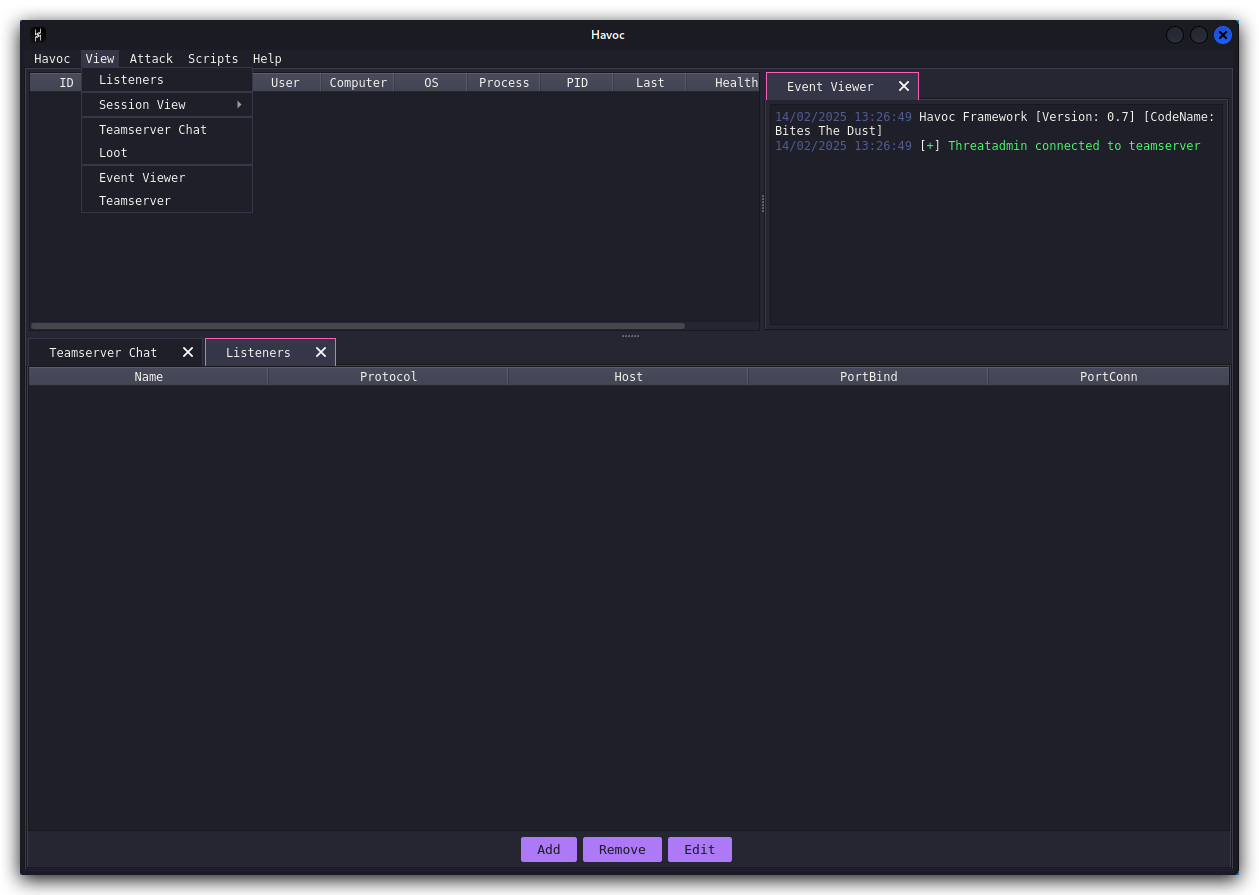 Havoc
Havoc View Attack Scripts Help
ID User Computer OS Process PID Last Health
Listeners
Session View
Teamserver Chat
Loot
Event Viewer
Teamserver
Event Viewer
14/02/2025 13:26:49 Havoc Framework [Version: 0.7] [CodeName:
Bites The Dust]
14/02/2025 13:26:49 [+] Threatadmin connected to teamserver
Teamserver Chat Listeners
Name Protocol Host PortBind PortConn
Add Remove Edit